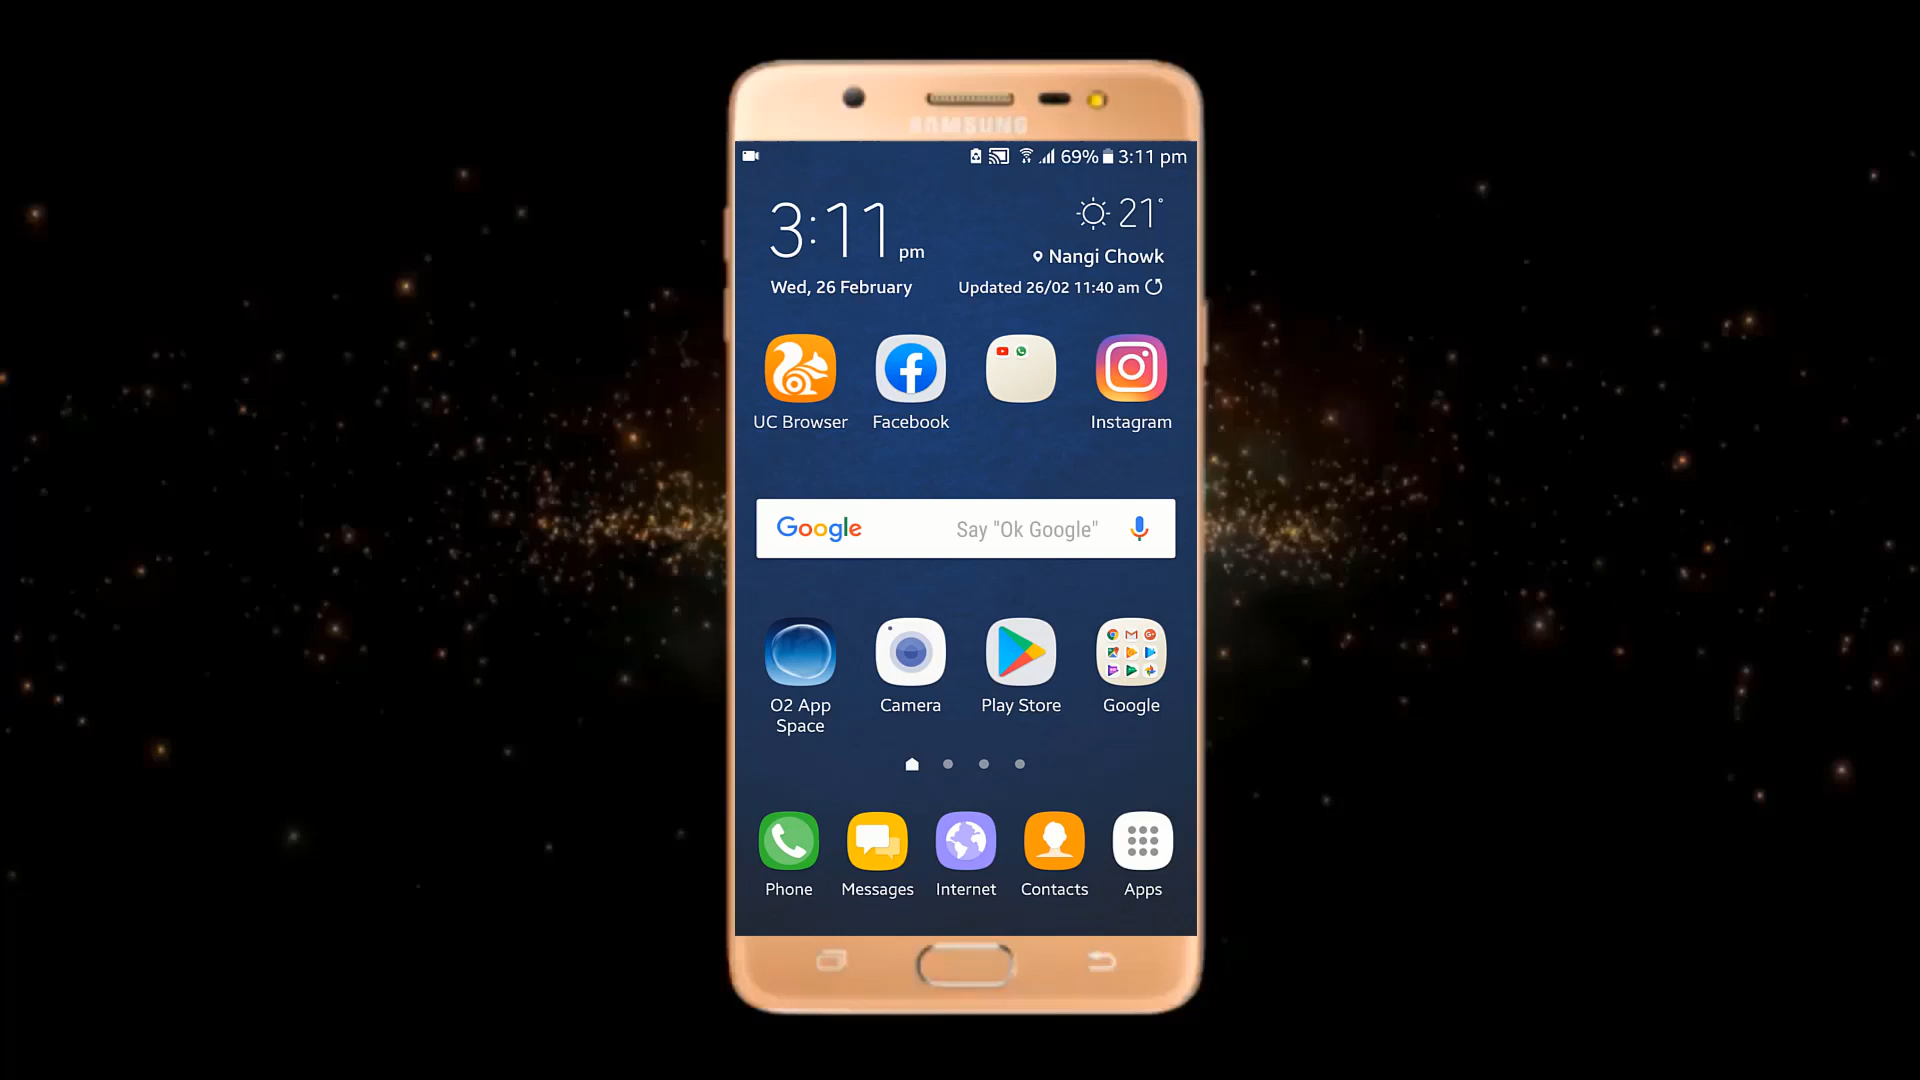 SAMSUNG
69% 3:11 pm
3:11 pm
21°
Nangi Chowk
Wed, 26 February
Updated 26/02 11:40 am
UC Browser
Facebook
Instagram
Google
Say "Ok Google"
O2 App
Space
Camera
Play Store
Google
Phone
Messages
Internet
Contacts
Apps